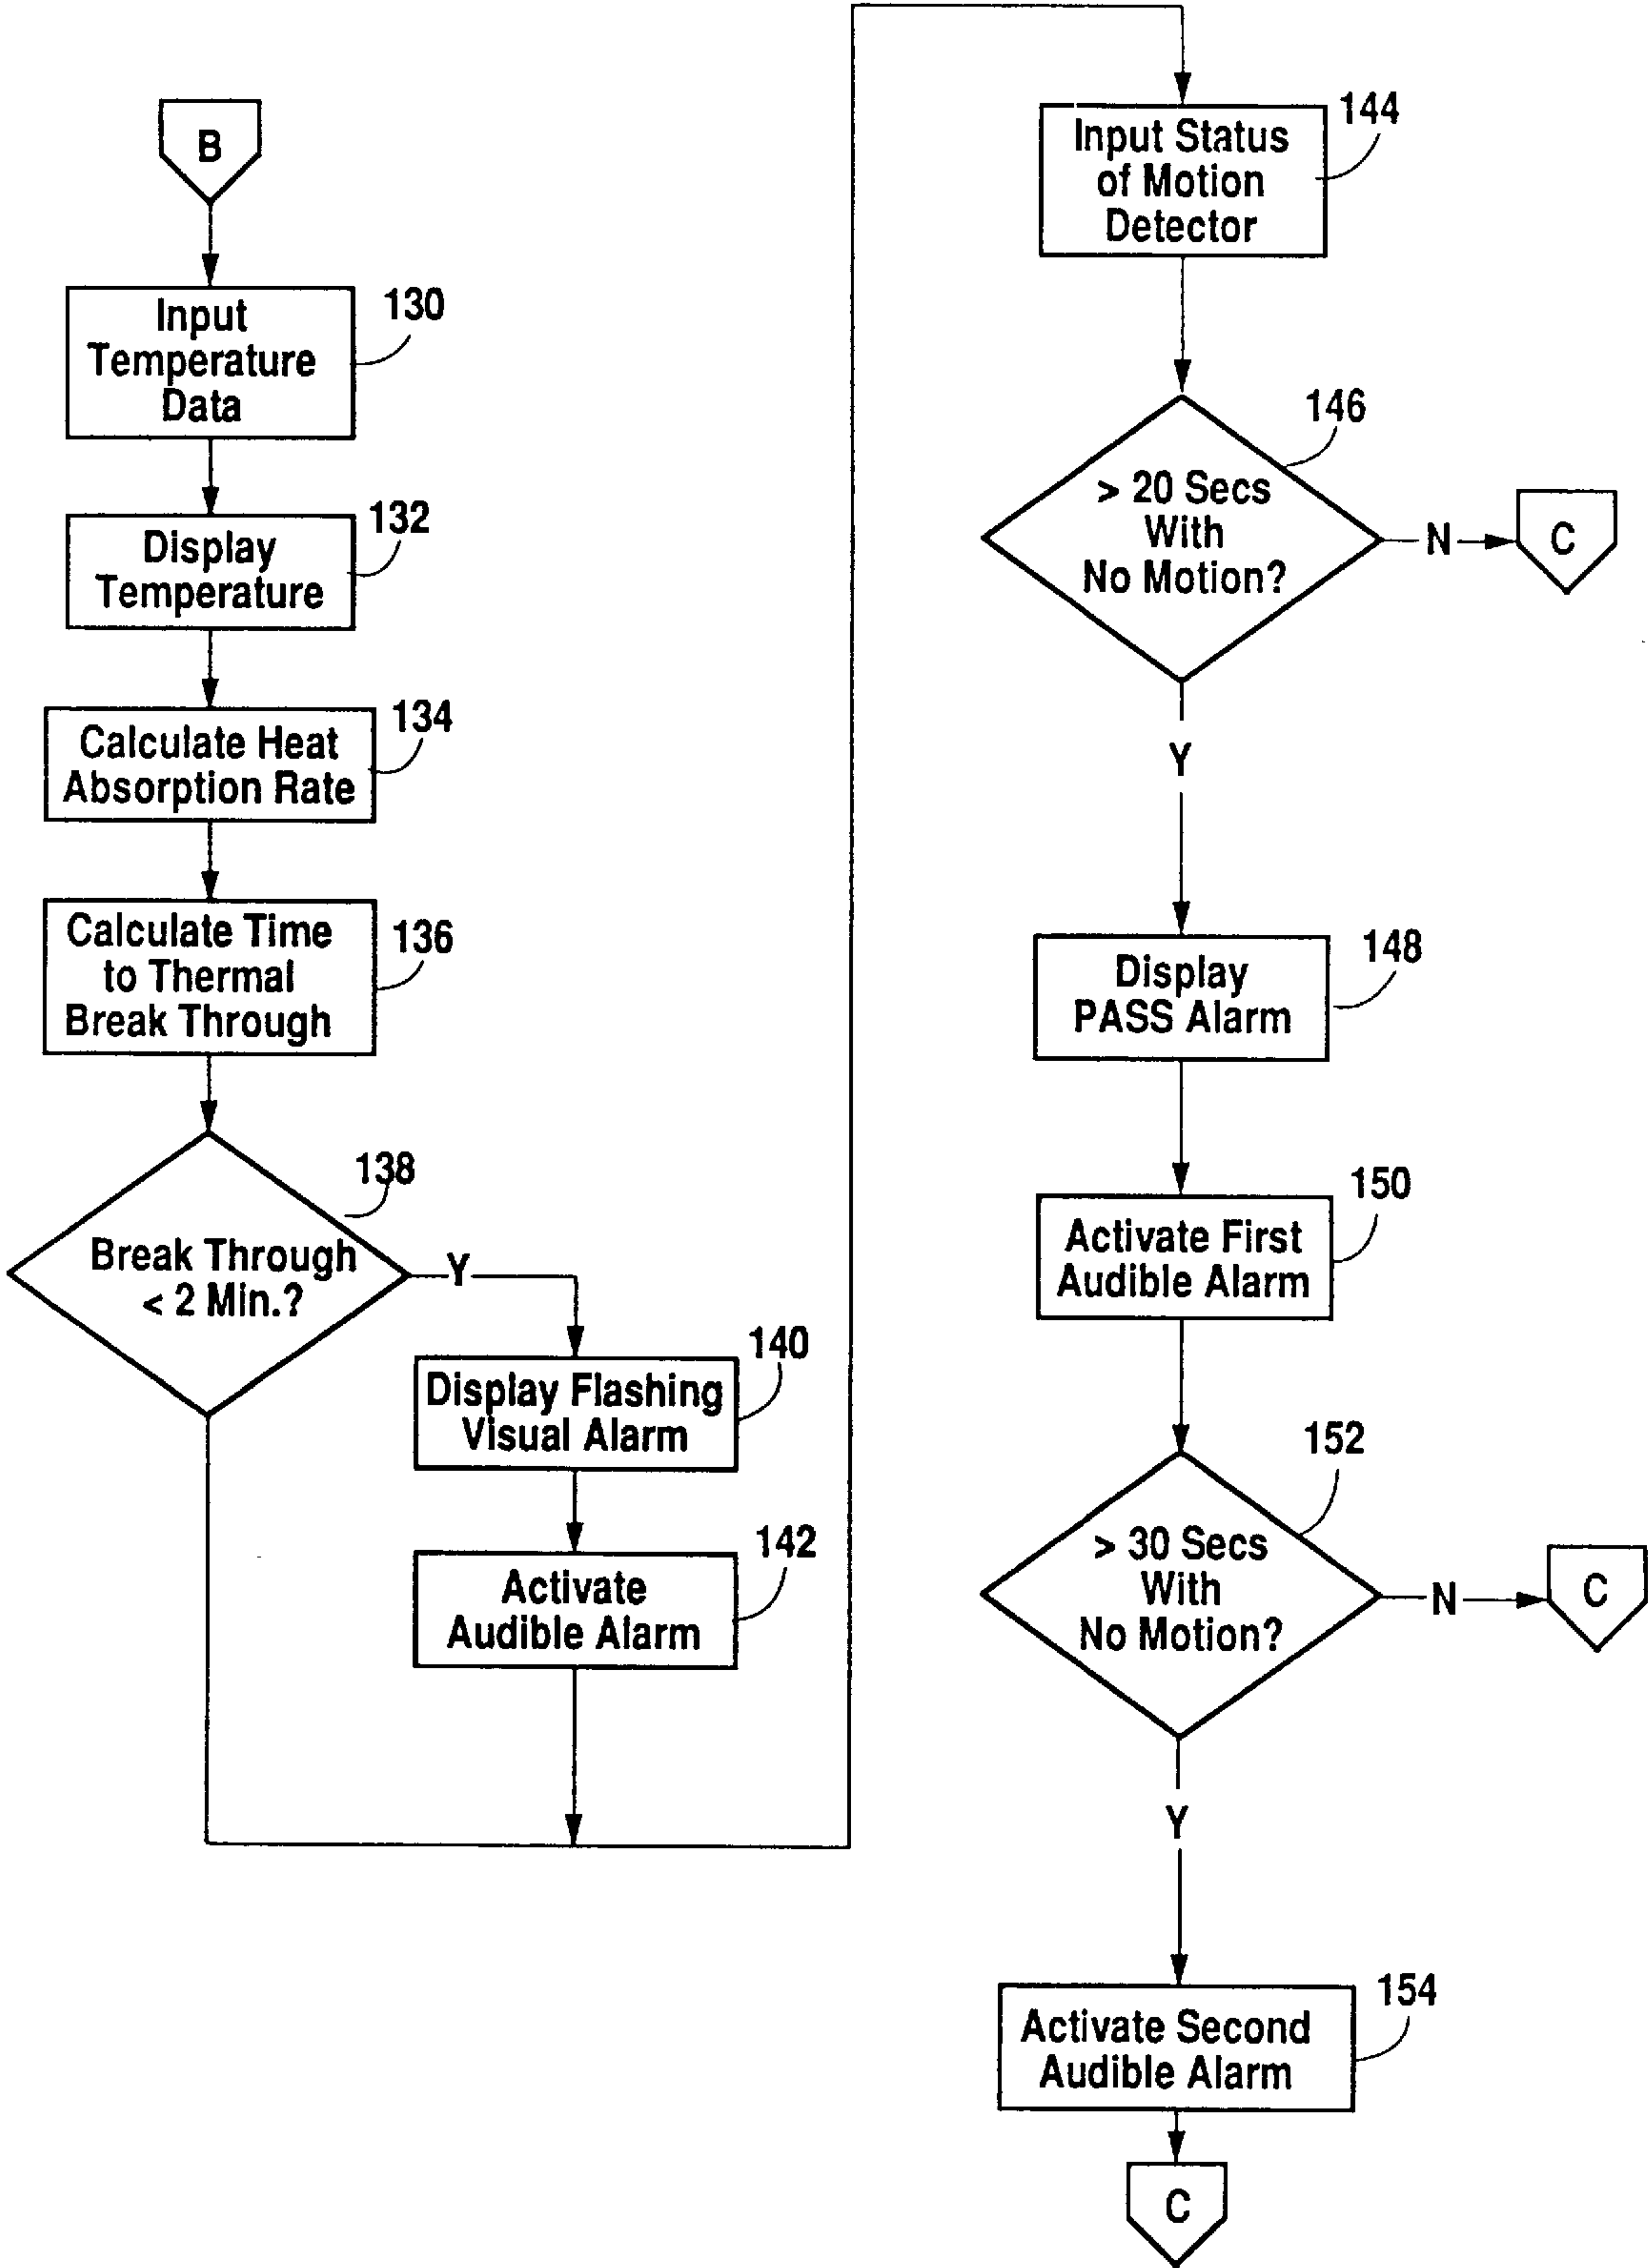 B
130
Input
Temperature
Data
132
Display
Temperature
134
Calculate Heat
Absorption Rate
136
Calculate Time
to Thermal
Break Through
138
Break Through
< 2 Min.?
Y
140
Display Flashing
Visual Alarm
142
Activate
Audible Alarm
144
Input Status
of Motion
Detector
146
> 20 Secs
With
No Motion?
N
C
Y
148
Display
PASS Alarm
150
Activate First
Audible Alarm
152
> 30 Secs
With
No Motion?
N
C
Y
154
Activate Second
Audible Alarm
C